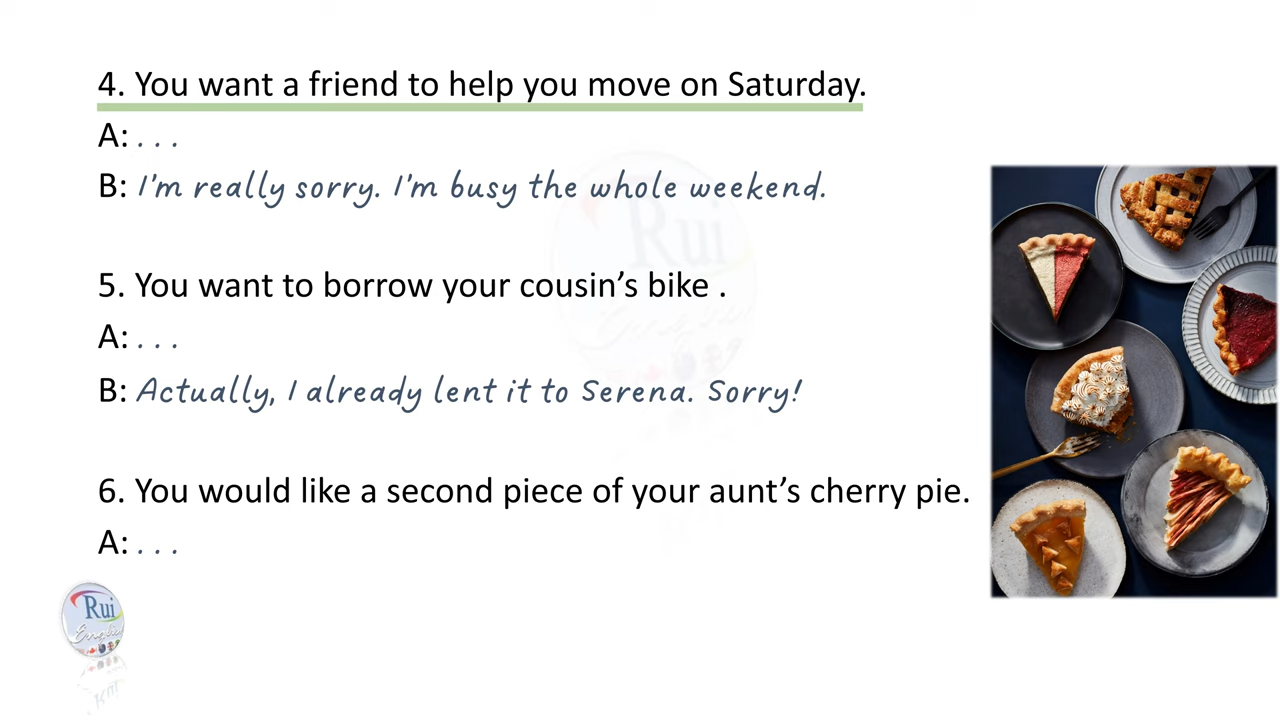 4. You want a friend to help you move on Saturday.
A: . . .
B: I'm really sorry. I'm busy the whole weekend.
5. You want to borrow your cousin’s bike .
A: . . .
B: Actually, I already lent it to Serena. Sorry!
6. You would like a second piece of your aunt’s cherry pie.
A: . . .
Rui